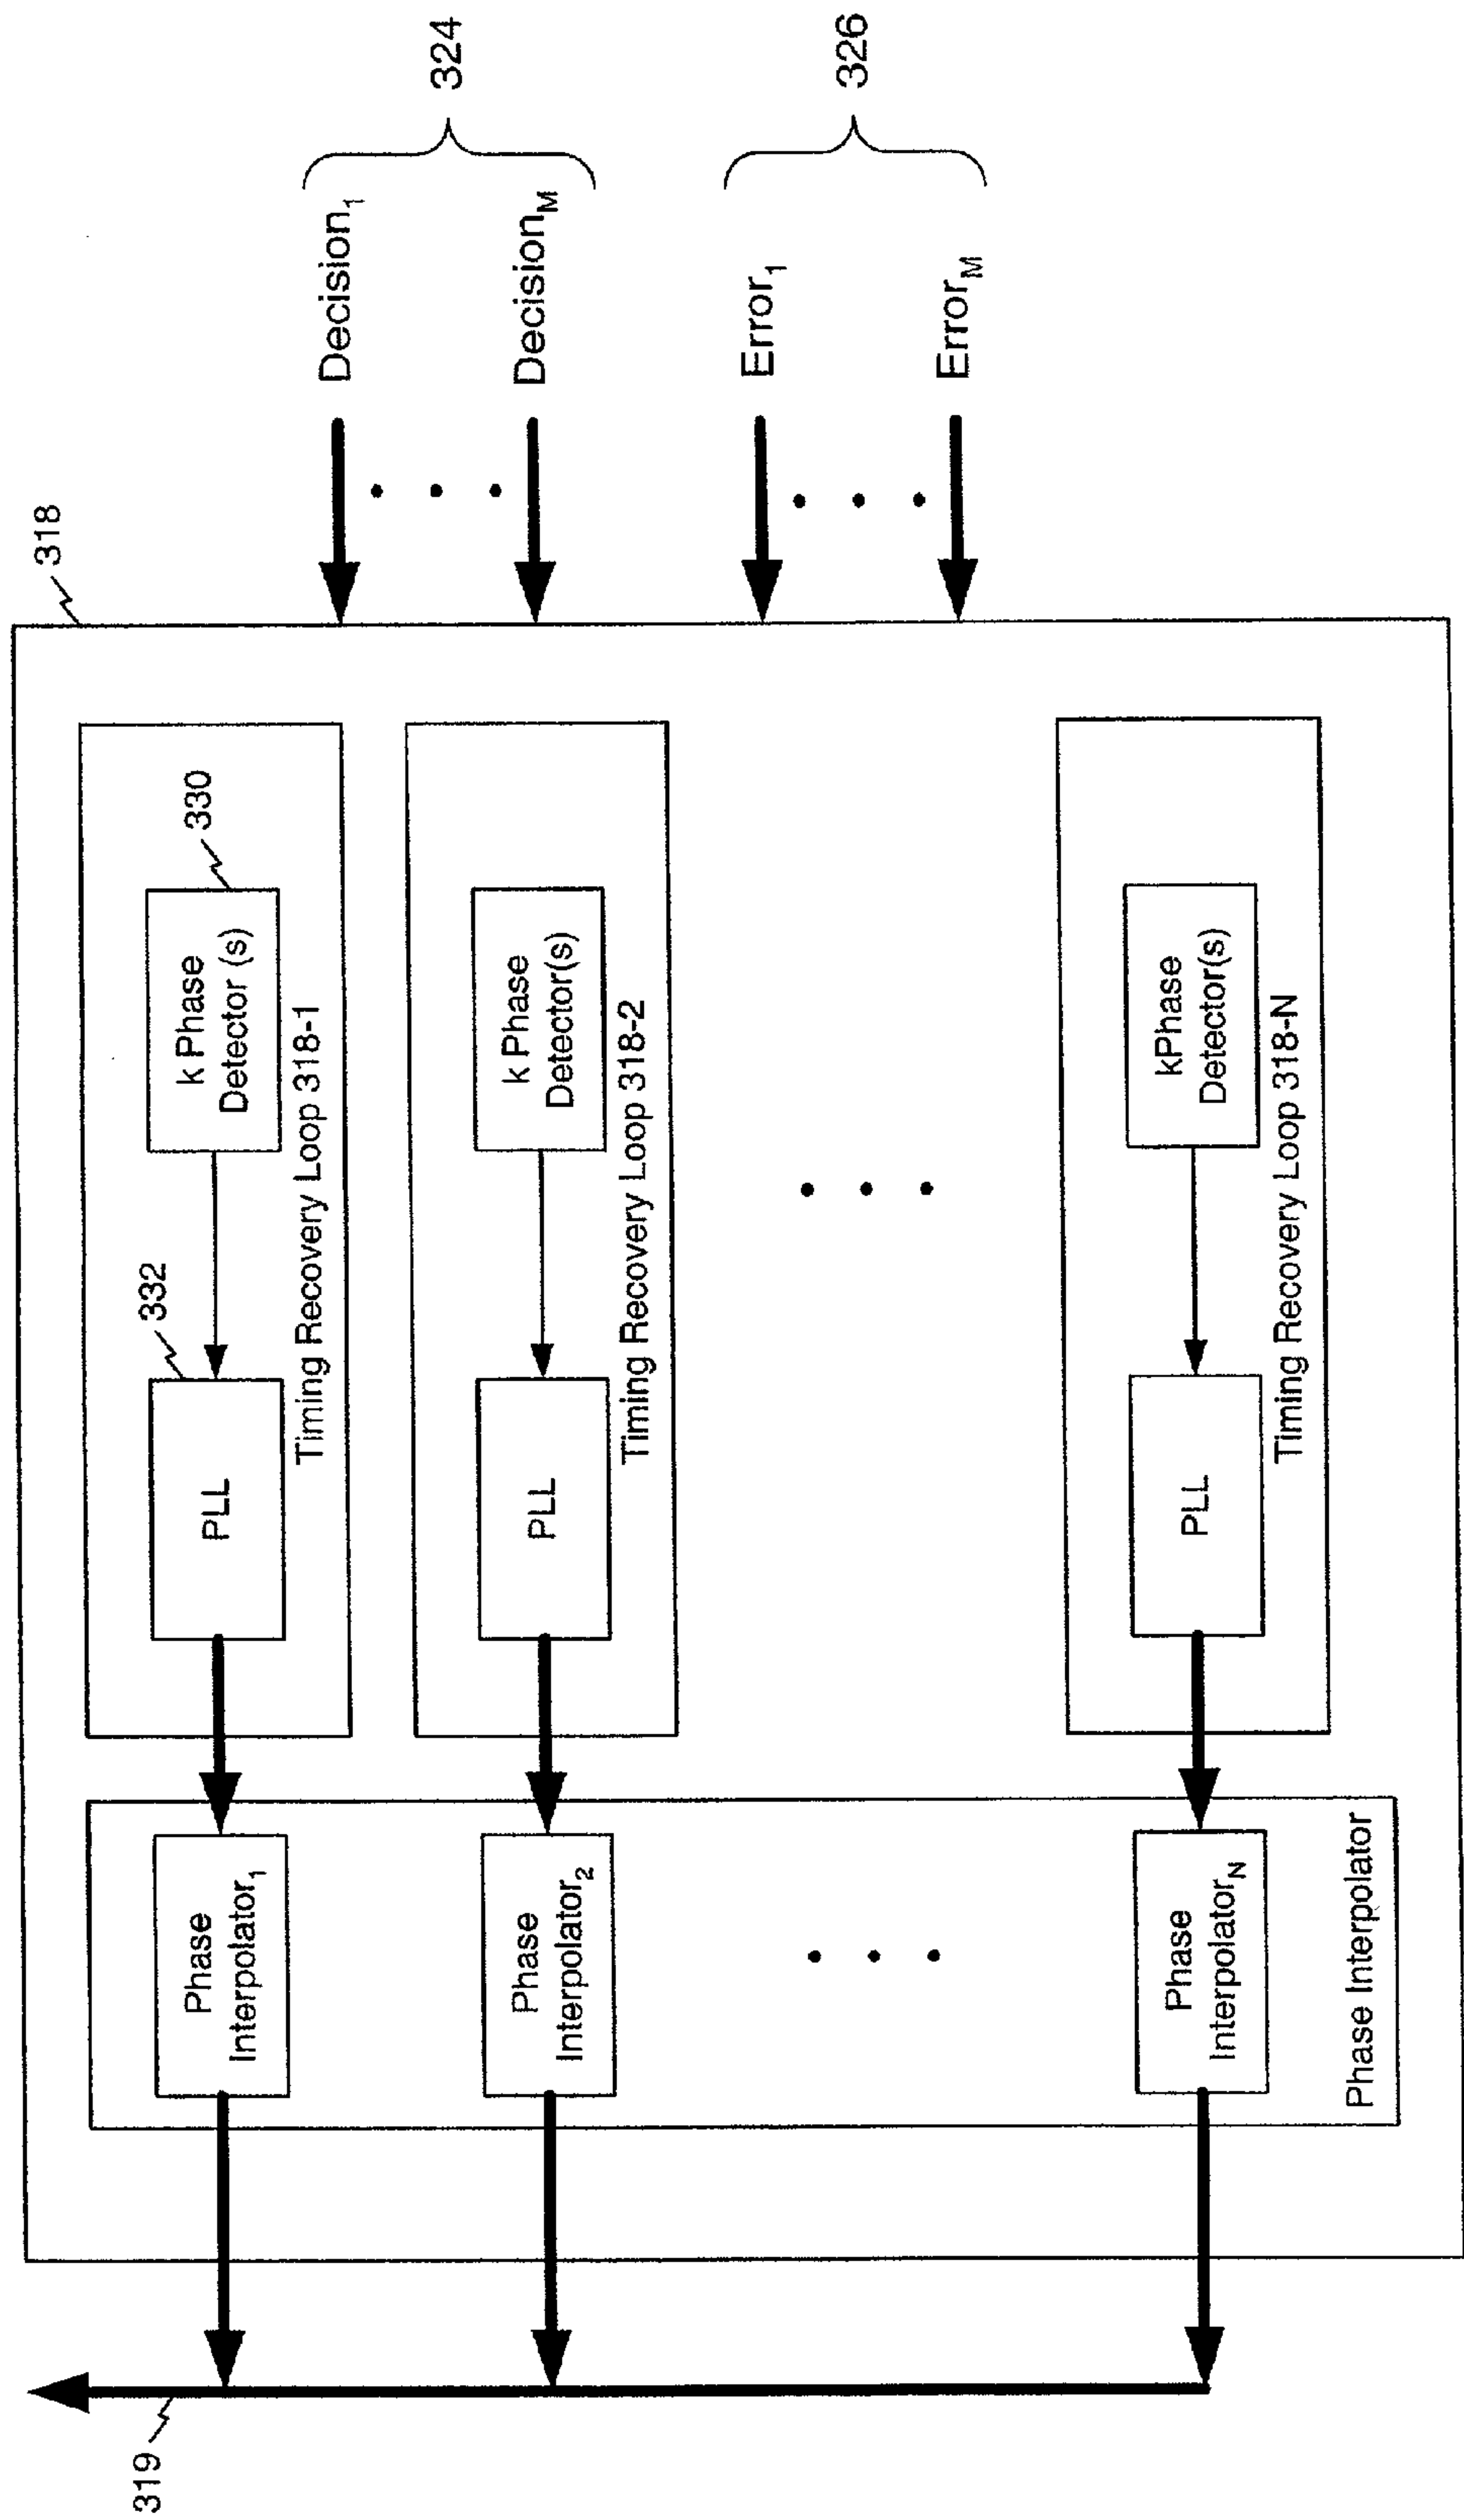 318
319
Phase
Interpolator1
332
PLL
330
k Phase
Detector (s)
Timing Recovery Loop 318-1
Decision1
324
Phase
Interpolator2
PLL
k Phase
Detector(s)
Timing Recovery Loop 318-2
DecisionM
Error1
326
ErrorM
Phase
InterpolatorN
PLL
kPhase
Detector(s)
Timing Recovery Loop 318-N
Phase Interpolator